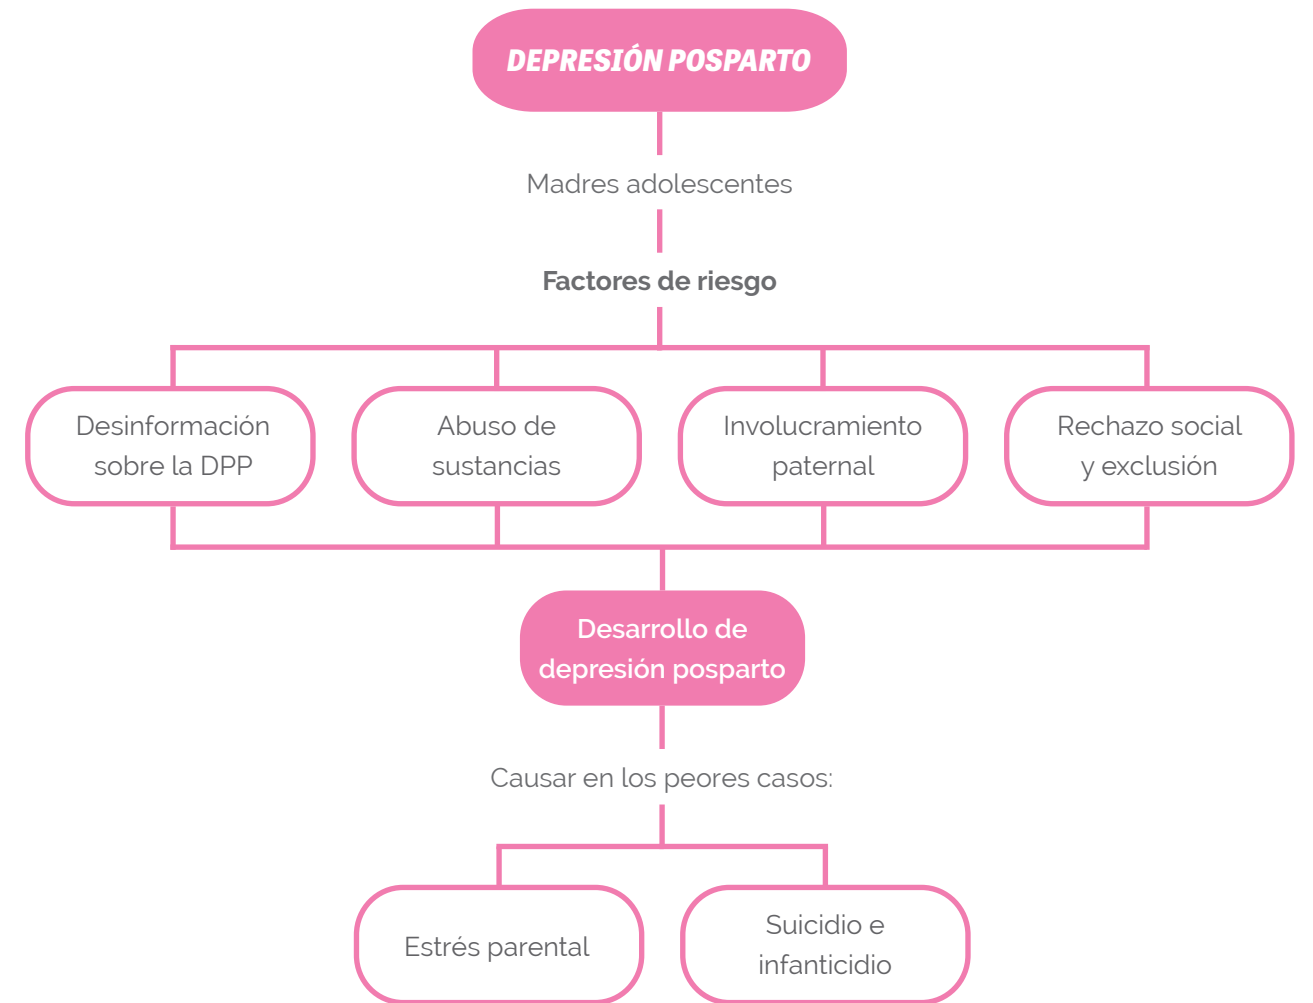 DEPRESIÓN POSPARTO
Madres adolescentes
Factores de riesgo
Desinformación
sobre la DPP
Abuso de
sustancias
Involucramiento
paternal
Rechazo social
y exclusión
Desarrollo de
depresión posparto
Causar en los peores casos:
Estrés parental
Suicidio e
infanticidio